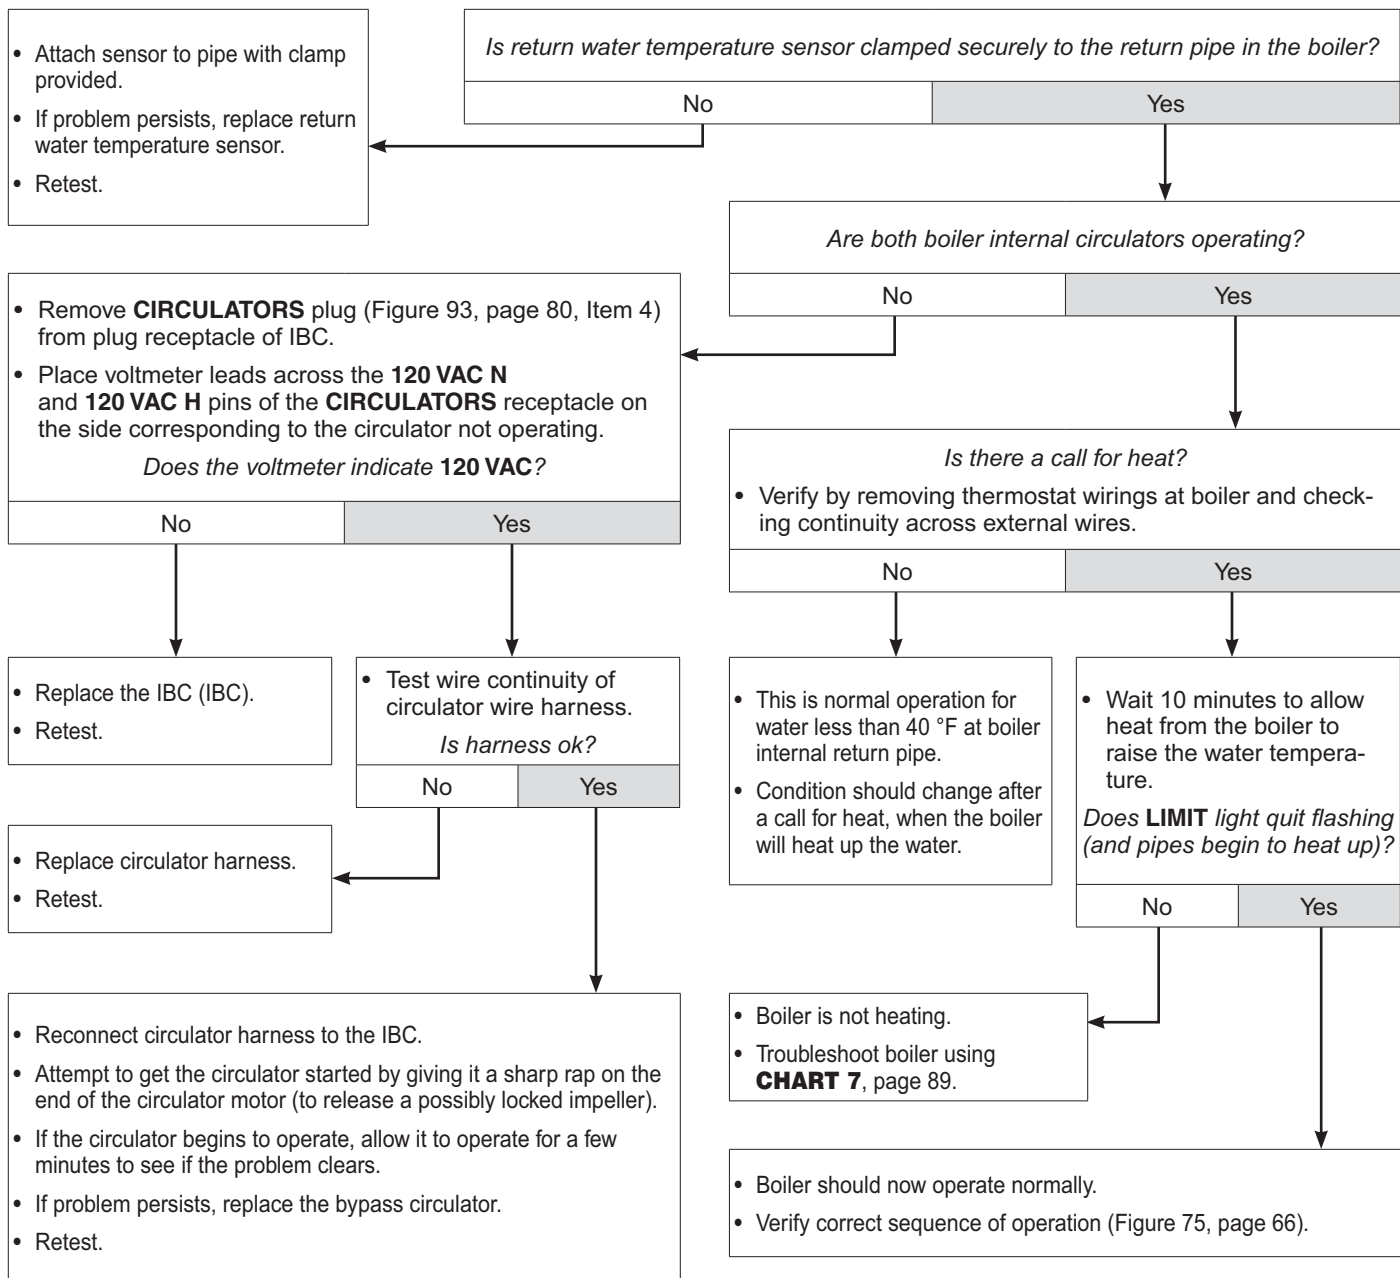 • Attach sensor to pipe with clamp
provided.
• If problem persists, replace return
water temperature sensor.
• Retest.
Is return water temperature sensor clamped securely to the return pipe in the boiler?
No
Yes
Are both boiler internal circulators operating?
No
Yes
• Remove CIRCULATORS plug (Figure 93, page 80, Item 4)
from plug receptacle of IBC.
• Place voltmeter leads across the 120 VAC N
and 120 VAC H pins of the CIRCULATORS receptacle on
the side corresponding to the circulator not operating.
Does the voltmeter indicate 120 VAC?
No
Yes
Is there a call for heat?
• Verify by removing thermostat wirings at boiler and check-
ing continuity across external wires.
No
Yes
• Replace the IBC (IBC).
• Retest.
• Test wire continuity of
circulator wire harness.
Is harness ok?
No
Yes
• This is normal operation for
water less than 40 °F at boiler
internal return pipe.
• Condition should change after
a call for heat, when the boiler
will heat up the water.
• Wait 10 minutes to allow
heat from the boiler to
raise the water tempera-
ture.
Does LIMIT light quit flashing
(and pipes begin to heat up)?
No
Yes
• Replace circulator harness.
• Retest.
• Reconnect circulator harness to the IBC.
• Attempt to get the circulator started by giving it a sharp rap on the
end of the circulator motor (to release a possibly locked impeller).
• If the circulator begins to operate, allow it to operate for a few
minutes to see if the problem clears.
• If problem persists, replace the bypass circulator.
• Retest.
• Boiler is not heating.
• Troubleshoot boiler using
CHART 7, page 89.
• Boiler should now operate normally.
• Verify correct sequence of operation (Figure 75, page 66).